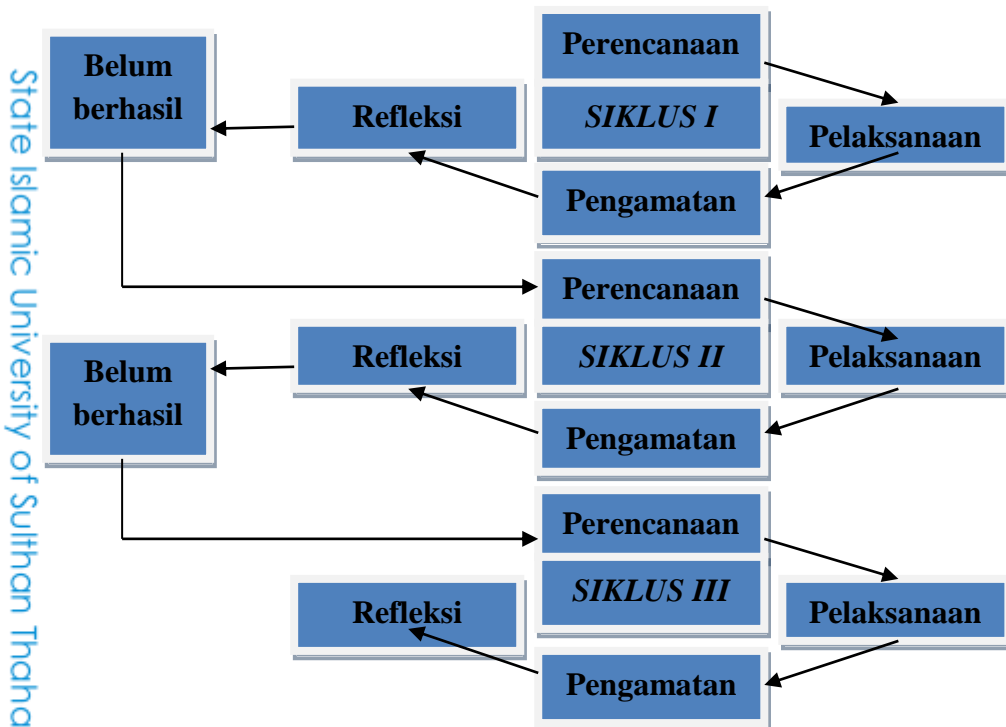 State Islamic University of Sulthan Thaha
Perencanaan
SIKLUS I
Pelaksanaan
Pengamatan
Refleksi
Belum
berhasil
Perencanaan
SIKLUS II
Pelaksanaan
Pengamatan
Refleksi
Belum
berhasil
Perencanaan
SIKLUS III
Pelaksanaan
Pengamatan
Refleksi